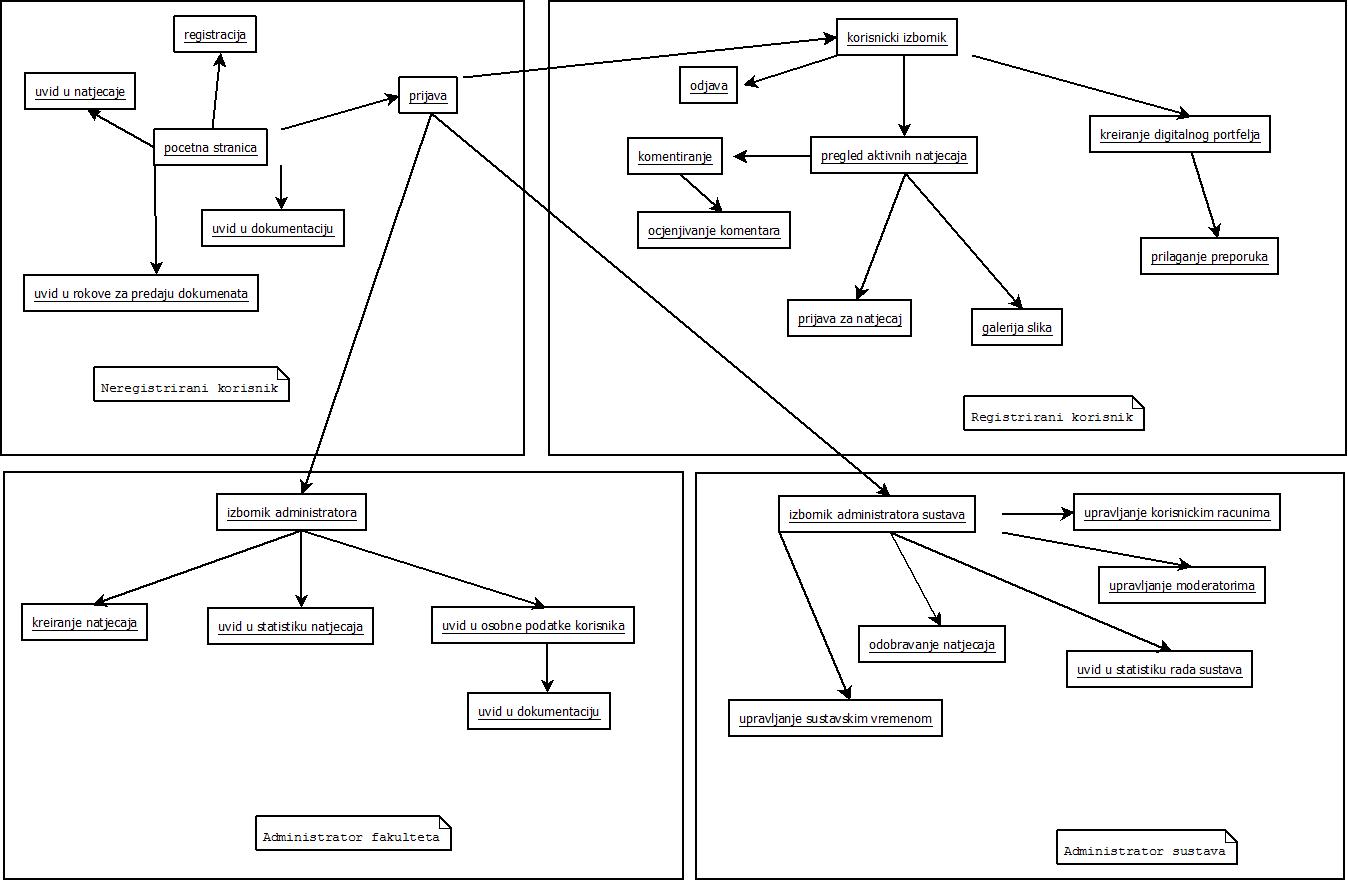 registracija
uvid u natjecaje
prijava
pocetna stranica
uvid u dokumentaciju
uvid u rokove za predaju dokumenata
Neregistrirani korisnik
korisnicki izbornik
odjava
kreiranje digitalnog portfelja
komentiranje
pregled aktivnih natjecaja
ocjenjivanje komentara
prilaganje preporuka
prijava za natjecaj
galerija slika
Registrirani korisnik
izbornik administratora
kreiranje natjecaja
uvid u statistiku natjecaja
uvid u osobne podatke korisnika
uvid u dokumentaciju
Administrator fakulteta
izbornik administratora sustava
upravljanje korisnickim racunima
upravljanje moderatorima
odobravanje natjecaja
uvid u statistiku rada sustava
upravljanje sustavskim vremenom
Administrator sustava